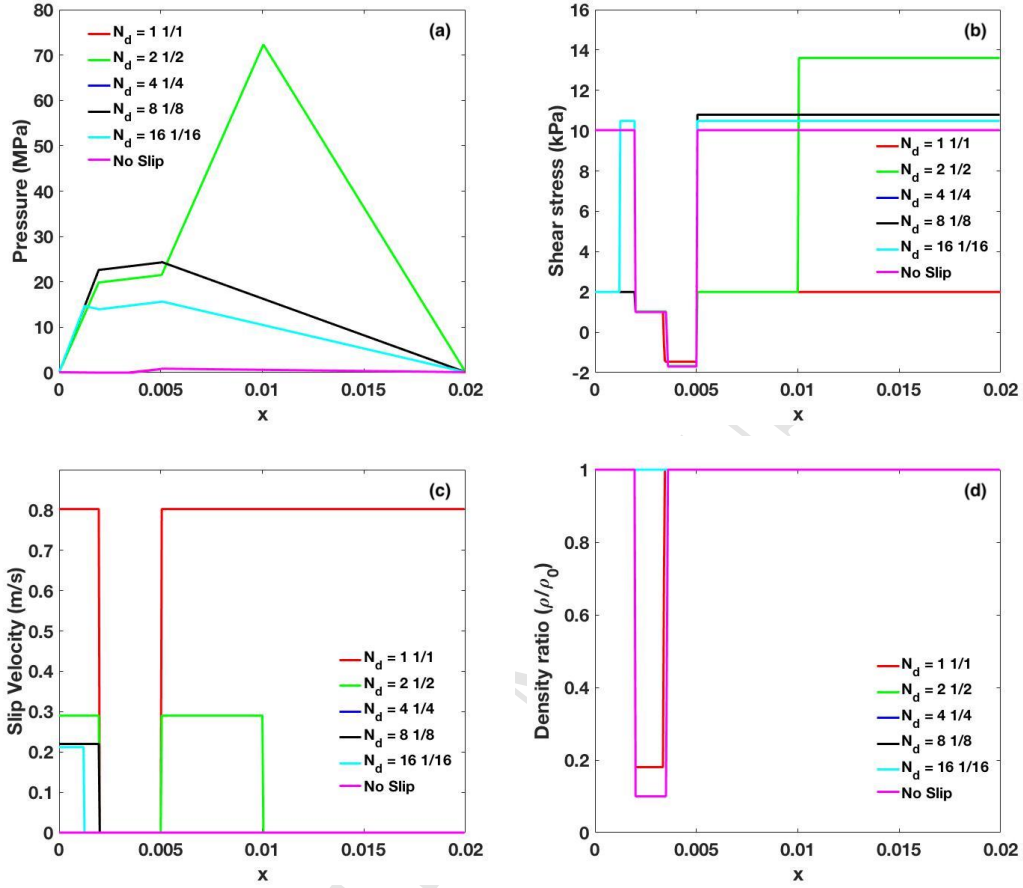 (a)
Pressure (MPa)
80
70
60
50
40
30
20
10
0
N_d = 1 1/1
N_d = 2 1/2
N_d = 4 1/4
N_d = 8 1/8
N_d = 16 1/16
No Slip
0 0.005 0.01 0.015 0.02
x
(b)
Shear stress (kPa)
16
14
12
10
8
6
4
2
0
-2
N_d = 1 1/1
N_d = 2 1/2
N_d = 4 1/4
N_d = 8 1/8
N_d = 16 1/16
No Slip
0 0.005 0.01 0.015 0.02
x
(c)
Slip Velocity (m/s)
0.8
0.7
0.6
0.5
0.4
0.3
0.2
0.1
0
N_d = 1 1/1
N_d = 2 1/2
N_d = 4 1/4
N_d = 8 1/8
N_d = 16 1/16
No Slip
0 0.005 0.01 0.015 0.02
x
(d)
Density ratio (ρ/ρ_0)
1
0.8
0.6
0.4
0.2
0
N_d = 1 1/1
N_d = 2 1/2
N_d = 4 1/4
N_d = 8 1/8
N_d = 16 1/16
No Slip
0 0.005 0.01 0.015 0.02
x